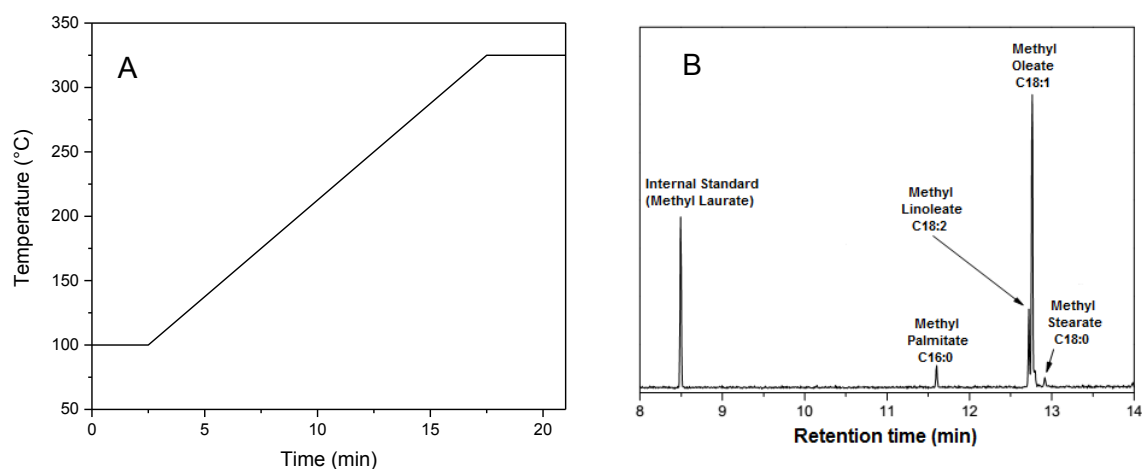 A
350
300
250
200
150
100
50
Temperature (°C)
0
5
10
15
20
Time (min)
B
Methyl
Oleate
C18:1
Internal Standard
(Methyl Laurate)
Methyl
Linoleate
C18:2
Methyl
Palmitate
C16:0
Methyl
Stearate
C18:0
8
9
10
11
12
13
14
Retention time (min)